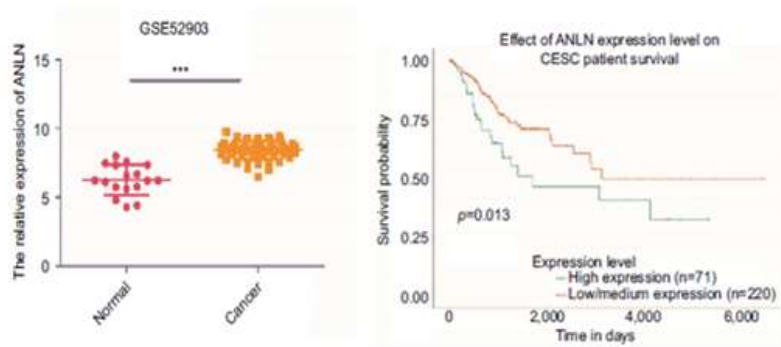 GSE52903
The relative expression of ANLN
15
10
5
0
***
Normal
Cancer
Effect of ANLN expression level on
CESC patient survival
Survival probability
1.00
0.75
0.50
0.25
0.00
p=0.013
Expression level
High expression (n=71)
Low/medium expression (n=220)
0
2,000
4,000
6,000
Time in days